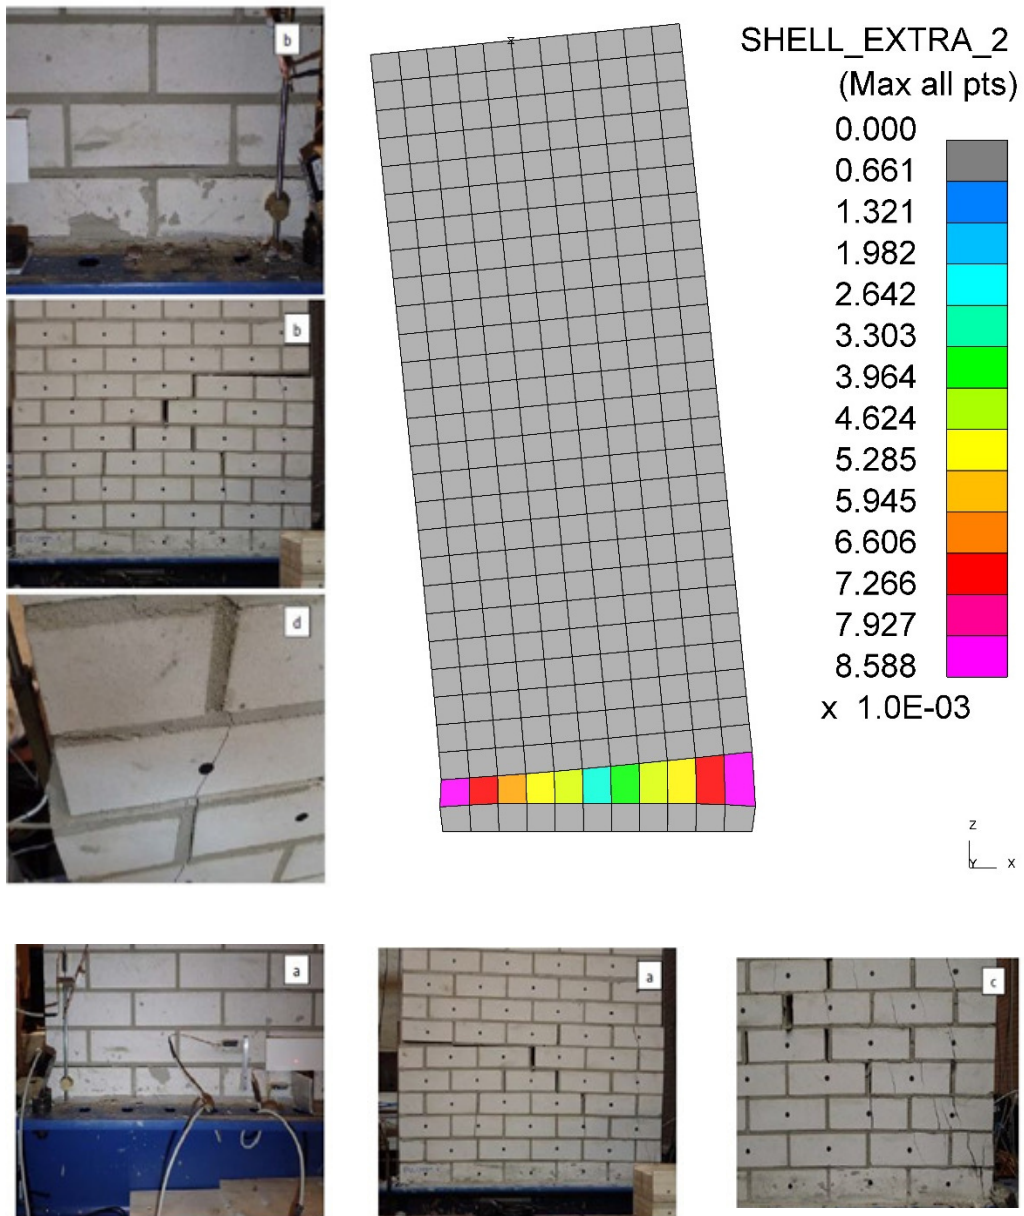 b
b
d
SHELL_EXTRA_2
(Max all pts)
0.000
0.661
1.321
1.982
2.642
3.303
3.964
4.624
5.285
5.945
6.606
7.266
7.927
8.588
x 1.0E-03
Z
Y X
a
a
c